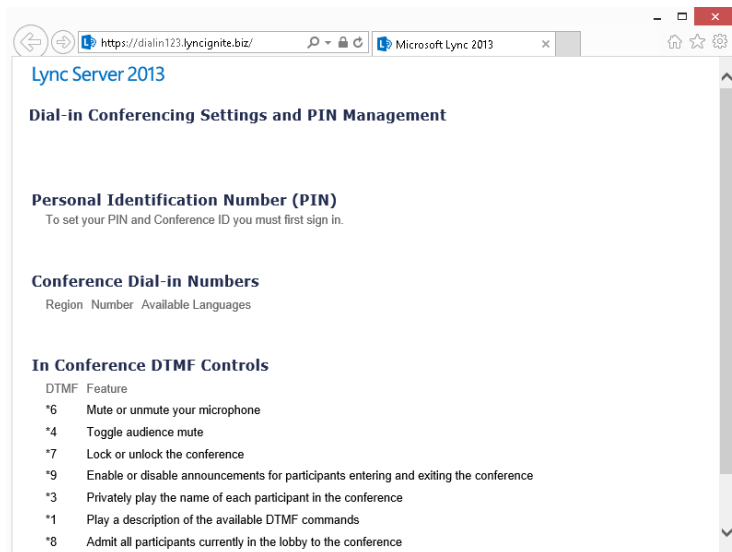 https://dialin123.lyncignite.biz/
Microsoft Lync 2013
Lync Server 2013
Dial-in Conferencing Settings and PIN Management
Personal Identification Number (PIN)
To set your PIN and Conference ID you must first sign in.
Conference Dial-in Numbers
Region Number Available Languages
In Conference DTMF Controls
DTMF Feature
*6 Mute or unmute your microphone
*4 Toggle audience mute
*7 Lock or unlock the conference
*9 Enable or disable announcements for participants entering and exiting the conference
*3 Privately play the name of each participant in the conference
*1 Play a description of the available DTMF commands
*8 Admit all participants currently in the lobby to the conference